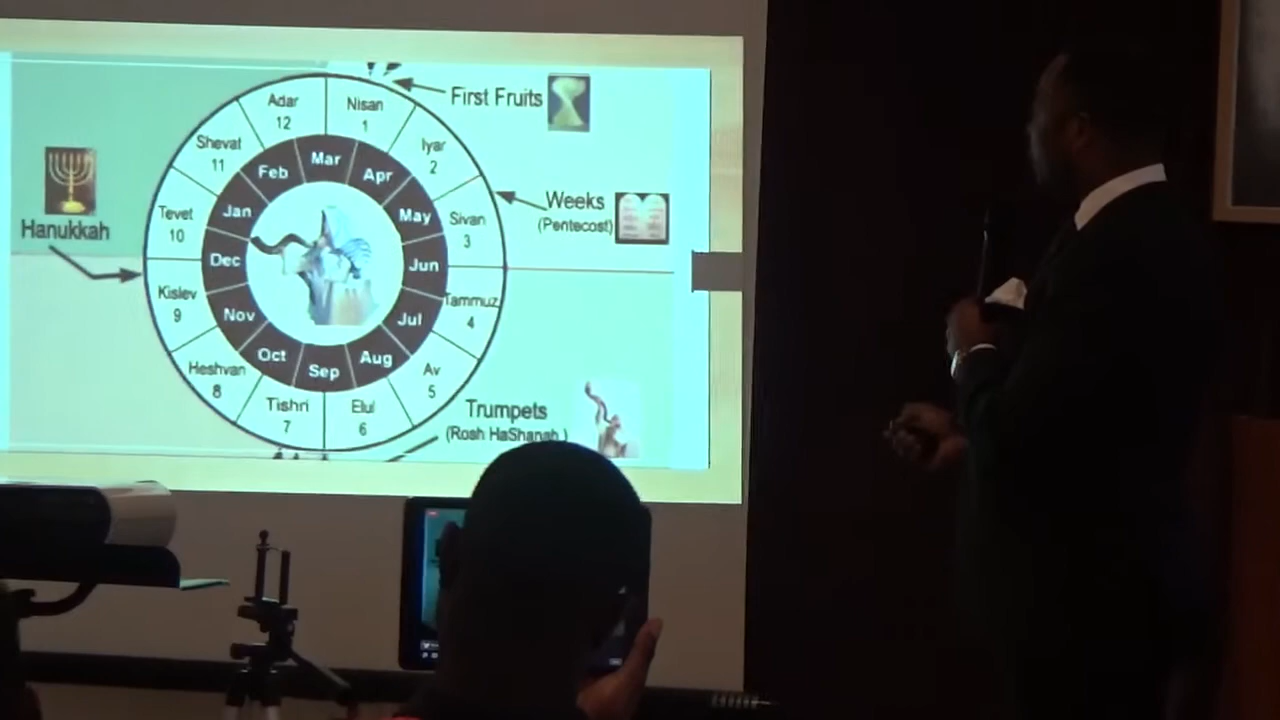 First Fruits
Adar
12
Nisan
1
Shevat
11
Iyar
2
Feb
Mar
Apr
Weeks
(Pentecost)
Tevet
10
Jan
May
Sivan
3
Hanukkah
Dec
Jun
Kislev
9
Nov
Jul
Tammuz
4
Oct
Sep
Aug
Heshvan
8
Av
5
Tishri
7
Elul
6
Trumpets
(Rosh HaShanah )